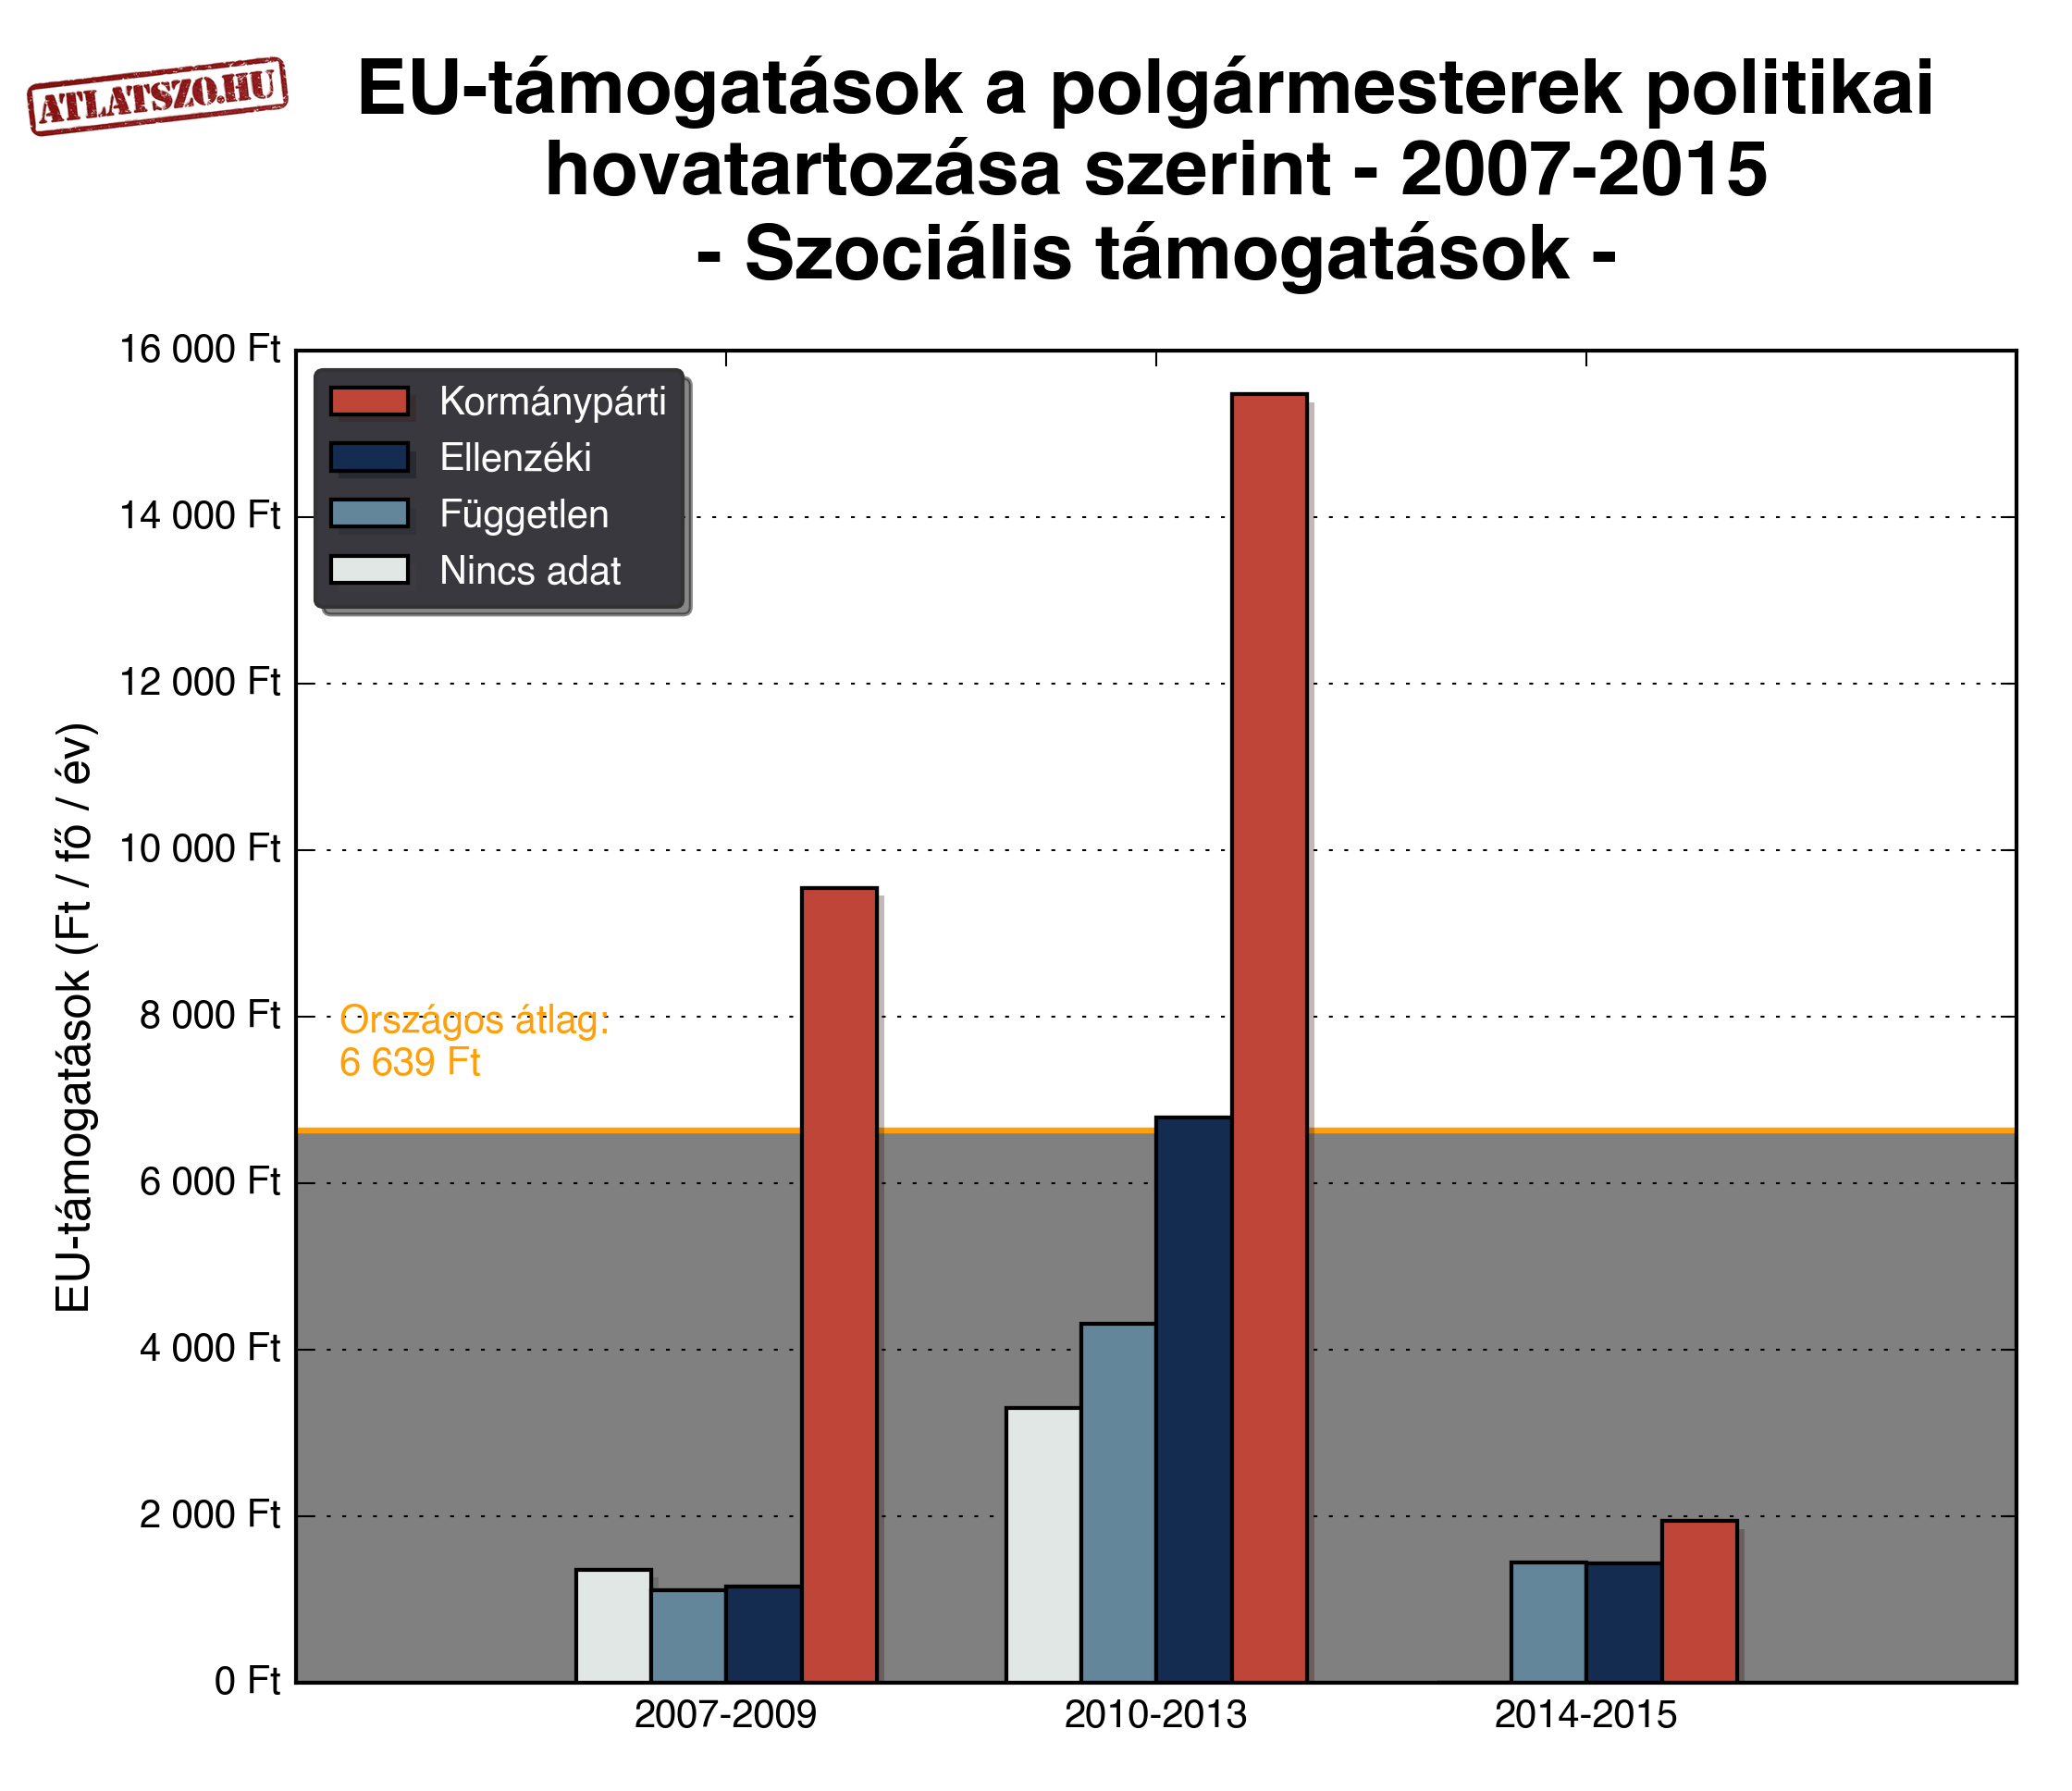 ATLATSZO.HU
EU-támogatások a polgármesterek politikai
hovatartozása szerint - 2007-2015
- Szociális támogatások -
EU-támogatások (Ft / fő / év)
16 000 Ft
14 000 Ft
12 000 Ft
10 000 Ft
8 000 Ft
6 000 Ft
4 000 Ft
2 000 Ft
0 Ft
Kormánypárti
Ellenzéki
Független
Nincs adat
Országos átlag:
6 639 Ft
2007-2009
2010-2013
2014-2015